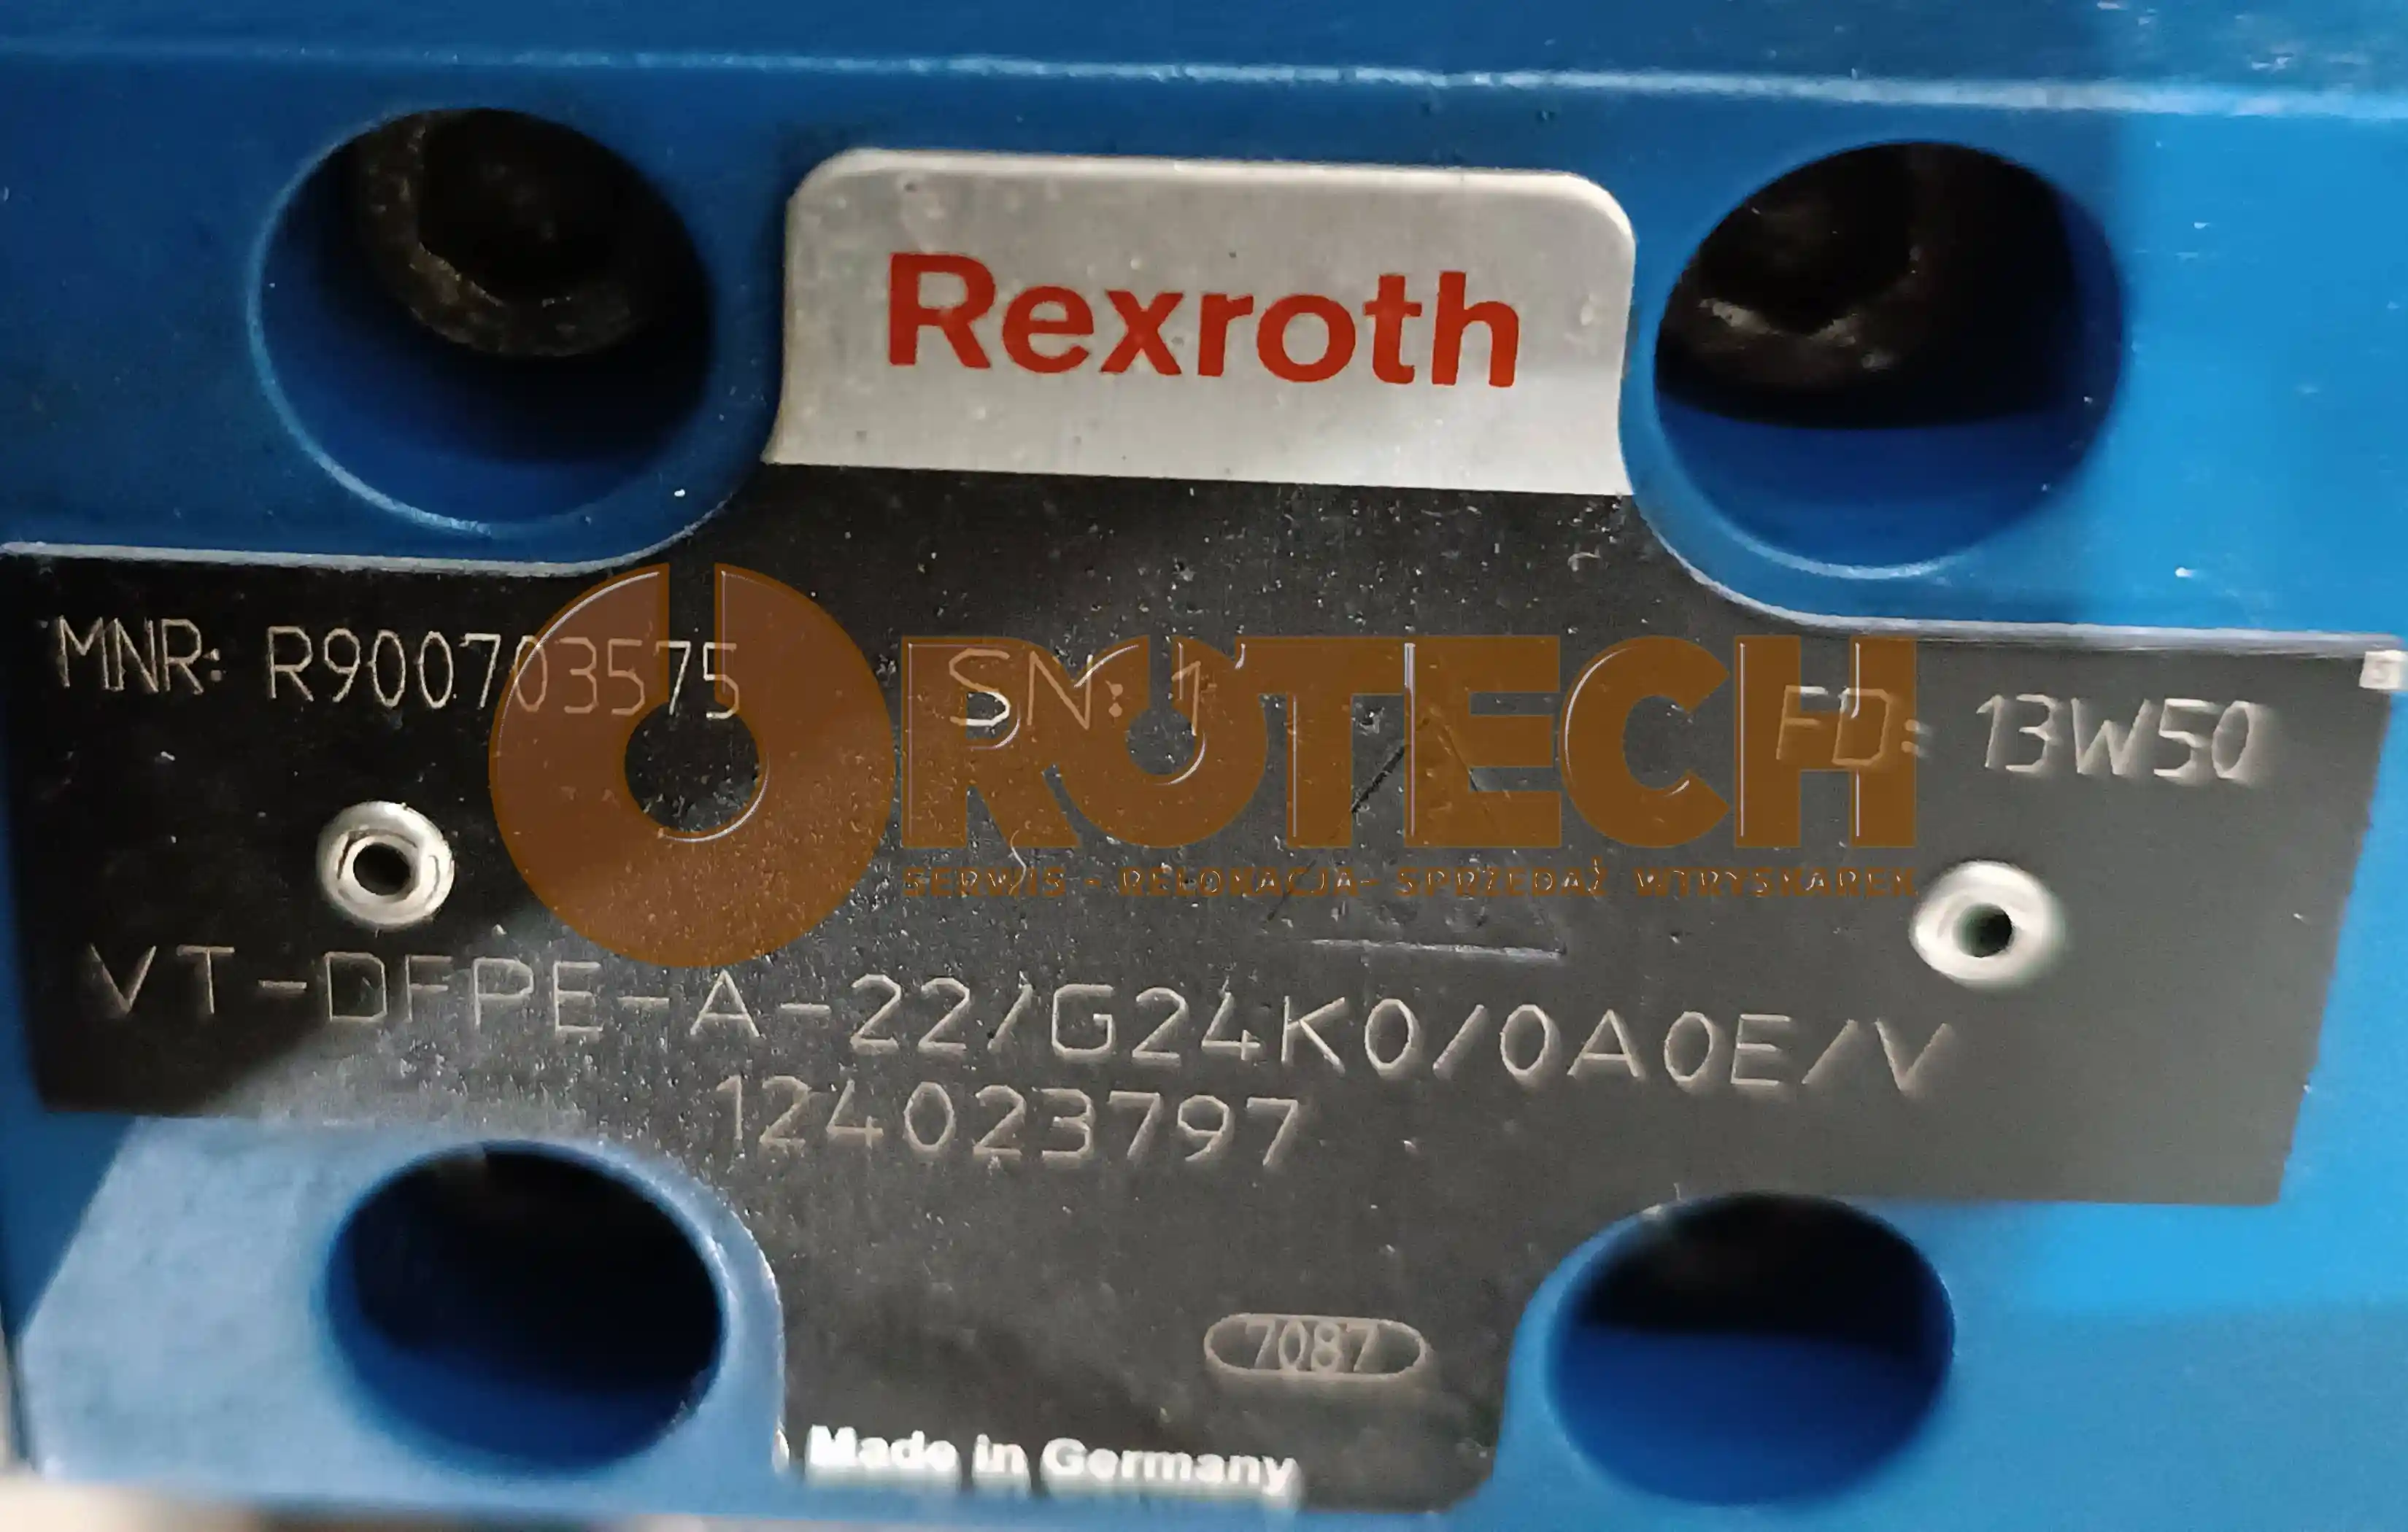 Rexroth
MNR: R900703575 SN: 1 FD: 13W50
OROTECH
SERWIS - RELOKACJA - SPRZEDAŻ WTRYSKAREK
VT-DFPE-A-22/G24K0/0A0E/V
124023797
7087
Made in Germany